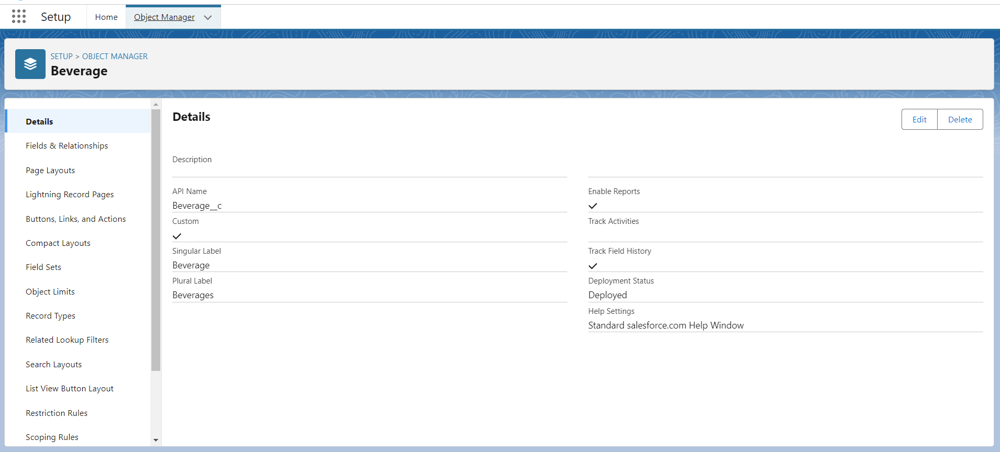 Setup
Home
Object Manager
SETUP > OBJECT MANAGER
Beverage
Details
Fields & Relationships
Page Layouts
Lightning Record Pages
Buttons, Links, and Actions
Compact Layouts
Field Sets
Object Limits
Record Types
Related Lookup Filters
Search Layouts
List View Button Layout
Restriction Rules
Scoping Rules
Details
Edit
Delete
Description
API Name
Beverage__c
Custom
Singular Label
Beverage
Plural Label
Beverages
Enable Reports
Track Activities
Track Field History
Deployment Status
Deployed
Help Settings
Standard salesforce.com Help Window